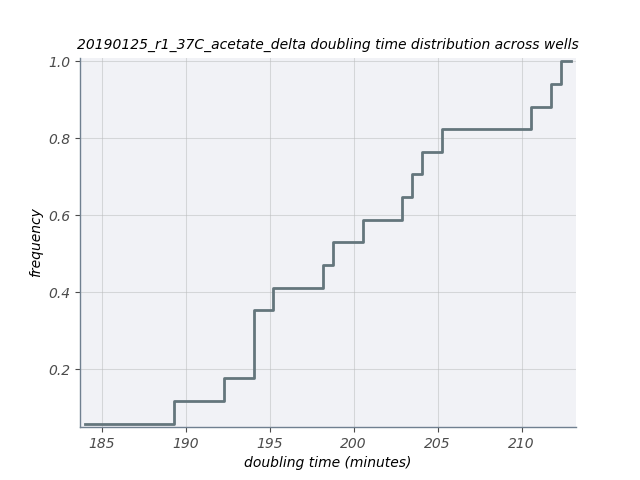 20190125_r1_37C_acetate_delta doubling time distribution across wells
1.0
0.8
0.6
0.4
0.2
frequency
185 190 195 200 205 210
doubling time (minutes)